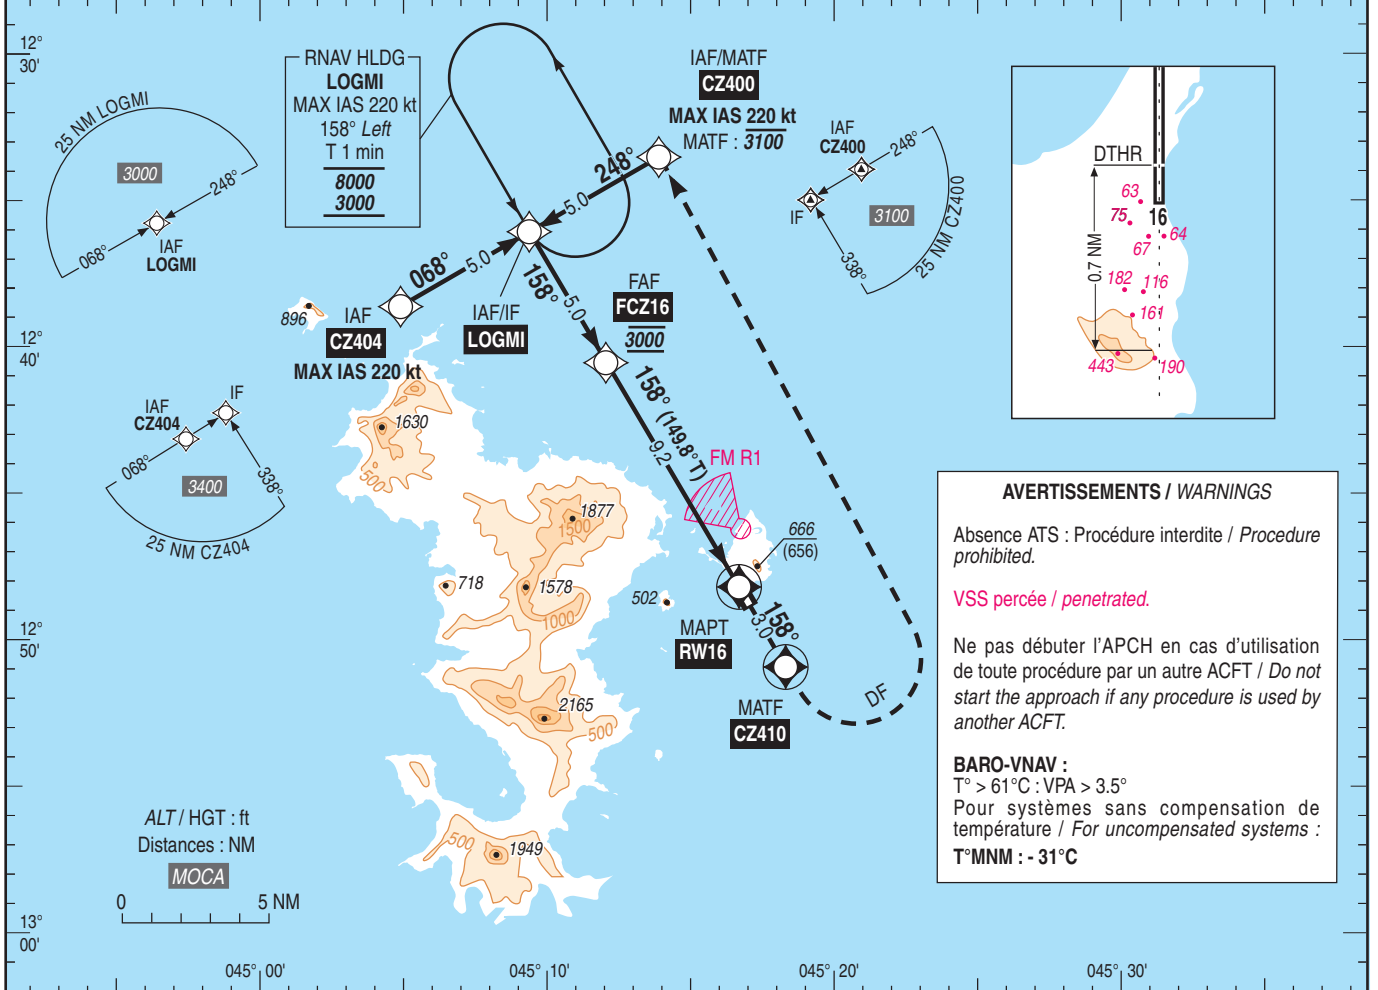 12°
30'
12°
40'
12°
50'
13°
00'
045° 00'
045° 10'
045° 20'
045° 30'
25 NM LOGMI
3000
248°
068°
IAF
LOGMI
RNAV HLDG
LOGMI
MAX IAS 220 kt
158° Left
T 1 min
8000
3000
IAF/MATF
CZ400
MAX IAS 220 kt
MATF : 3100
248°
5.0
068°
5.0
IAF
CZ404
MAX IAS 220 kt
IAF/IF
LOGMI
158°
5.0
FAF
FCZ16
3000
158° (149.8°T)
9.2
FM R1
666
(656)
502
MAPT
RW16
158°
3.0
MATF
CZ410
DF
IAF
CZ400
248°
IF
3100
338°
25 NM CZ400
IAF
CZ404
IF
068°
3400
338°
25 NM CZ404
896
1630
500
1877
1500
718
1578
1000
2165
500
500
1949
ALT / HGT : ft
Distances : NM
MOCA
0
5 NM
DTHR
0.7 NM
16
63
75
67
64
182
116
161
443
190
AVERTISSEMENTS / WARNINGS
Absence ATS : Procédure interdite / Procedure
prohibited.
VSS percée / penetrated.
Ne pas débuter l'APCH en cas d'utilisation
de toute procédure par un autre ACFT / Do not
start the approach if any procedure is used by
another ACFT.
BARO-VNAV :
T° > 61°C : VPA > 3.5°
Pour systèmes sans compensation de
température / For uncompensated systems :
T°MNM : - 31°C